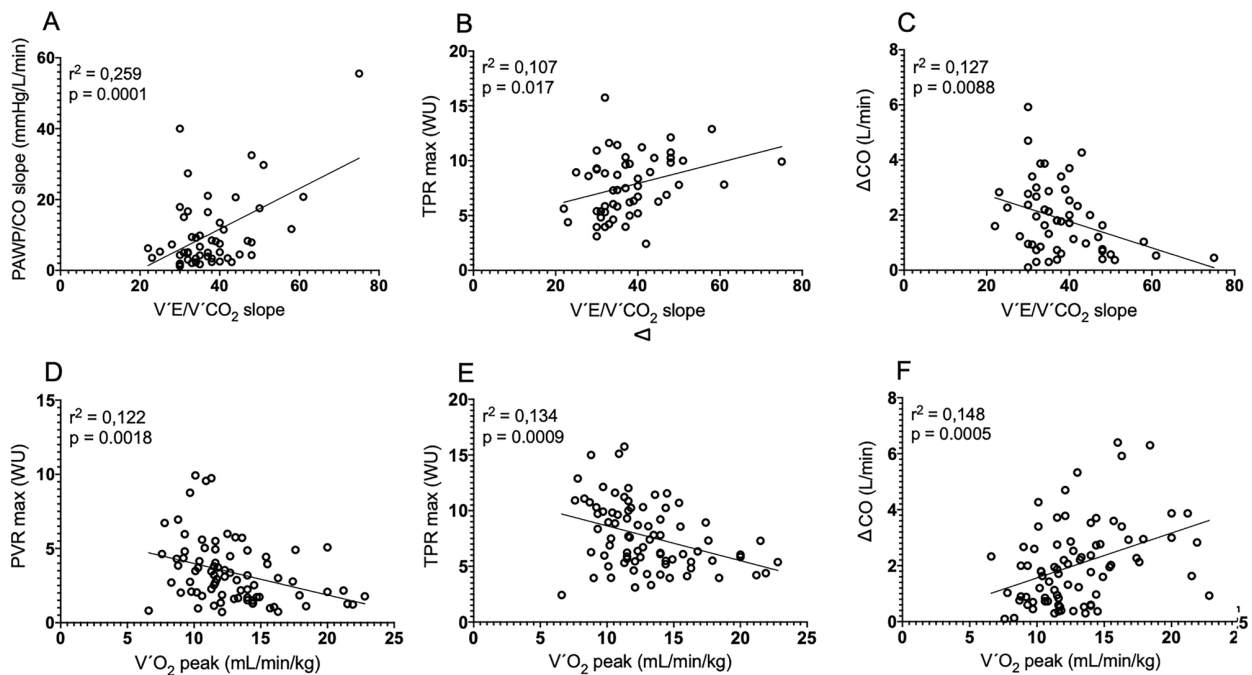 A
r² = 0,259
p = 0.0001
PAWP/CO slope (mmHg/L/min)
60
40
20
0
0 20 40 60 80
V´E/V´CO₂ slope
B
r² = 0,107
p = 0.017
TPR max (WU)
20
15
10
5
0
0 20 40 60 80
V´E/V´CO₂ slope
Δ
C
r² = 0,127
p = 0.0088
ΔCO (L/min)
8
6
4
2
0
0 20 40 60 80
V´E/V´CO₂ slope
D
r² = 0,122
p = 0.0018
PVR max (WU)
15
10
5
0
0 5 10 15 20 25
V´O₂ peak (mL/min/kg)
E
r² = 0,134
p = 0.0009
TPR max (WU)
20
15
10
5
0
0 5 10 15 20 25
V´O₂ peak (mL/min/kg)
F
r² = 0,148
p = 0.0005
ΔCO (L/min)
8
6
4
2
0
0 5 10 15 20
V´O₂ peak (mL/min/kg)